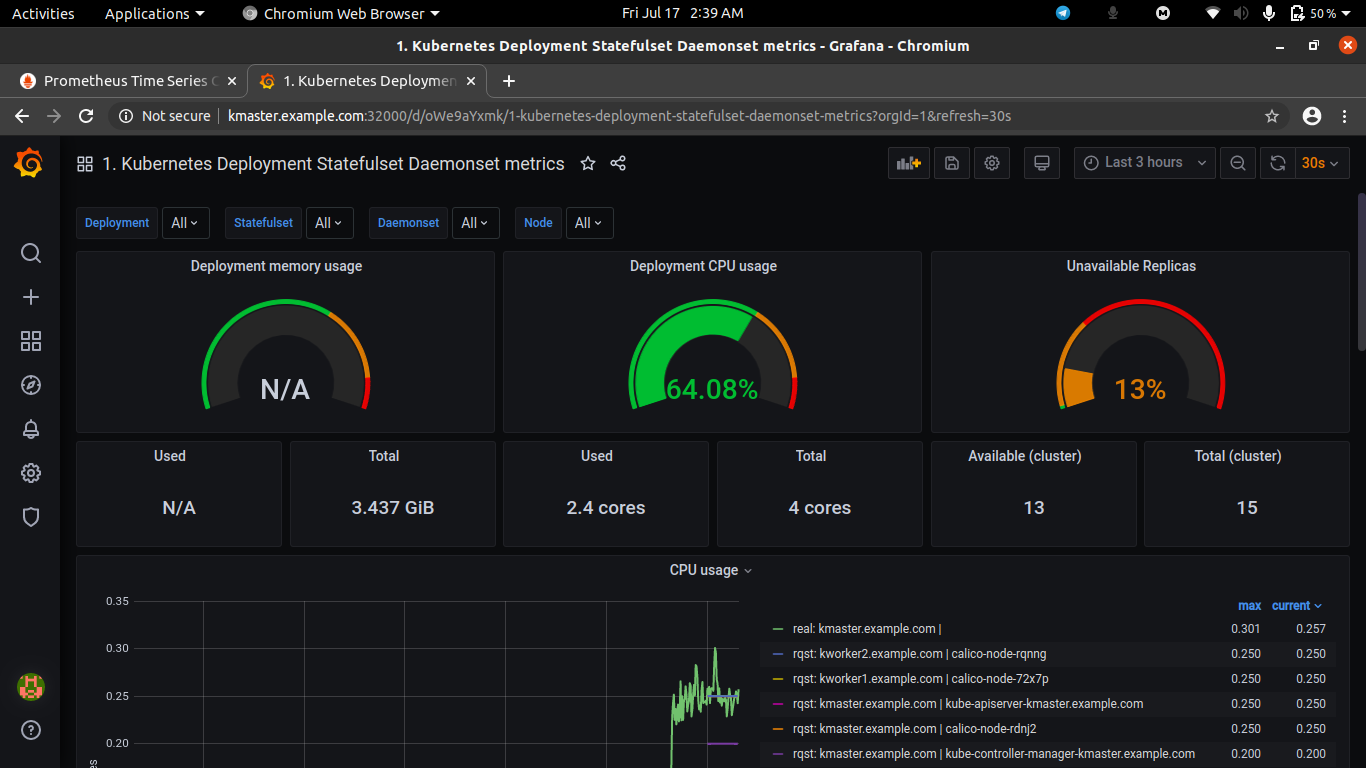 Activities Applications Chromium Web Browser Fri Jul 17 2:39 AM 50 %
1. Kubernetes Deployment Statefulset Daemonset metrics - Grafana - Chromium
Prometheus Time Series 1. Kubernetes Deploymen
Not secure kmaster.example.com:32000/d/oWe9aYxmk/1-kubernetes-deployment-statefulset-daemonset-metrics?orgId=1&refresh=30s
1. Kubernetes Deployment Statefulset Daemonset metrics Last 3 hours 30s
Deployment All Statefulset All Daemonset All Node All
Deployment memory usage Deployment CPU usage Unavailable Replicas
N/A 64.08% 13%
Used Total Used Total Available (cluster) Total (cluster)
N/A 3.437 GiB 2.4 cores 4 cores 13 15
CPU usage
0.35
max current
real: kmaster.example.com | 0.301 0.257
0.30
rqst: kworker2.example.com | calico-node-rqnng 0.250 0.250
rqst: kworker1.example.com | calico-node-72x7p 0.250 0.250
0.25
rqst: kmaster.example.com | kube-apiserver-kmaster.example.com 0.250 0.250
rqst: kmaster.example.com | calico-node-rdnj2 0.250 0.250
0.20
rqst: kmaster.example.com | kube-controller-manager-kmaster.example.com 0.200 0.200